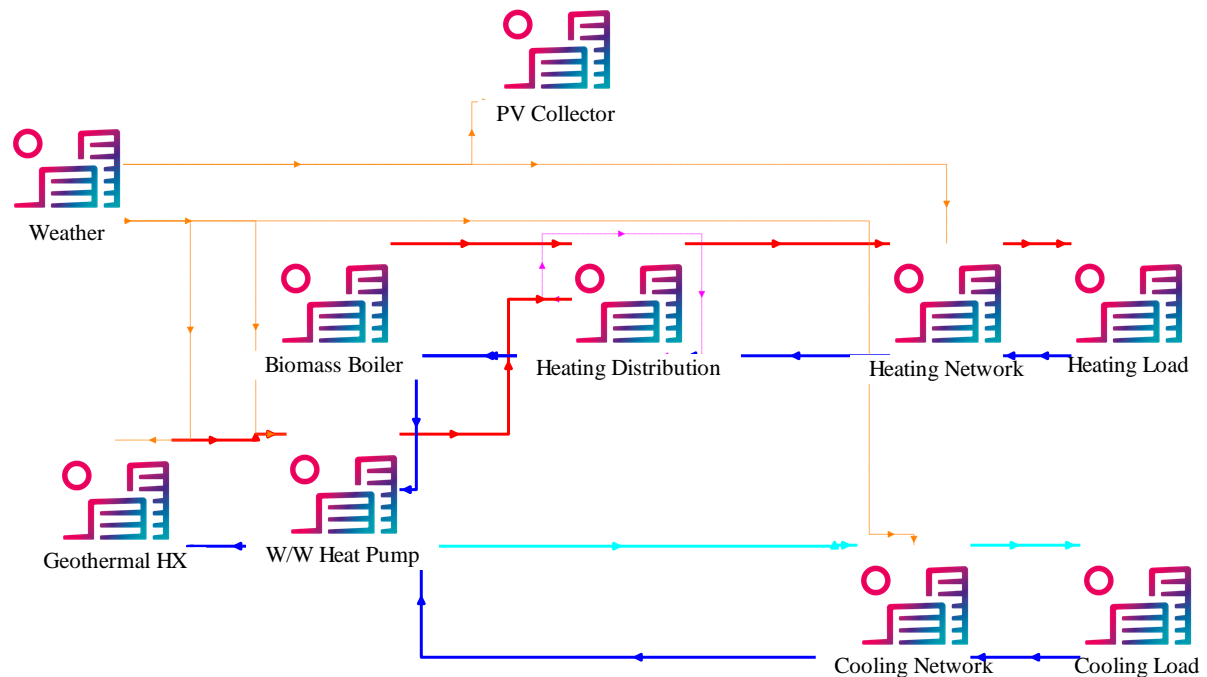 PV Collector
Weather
Biomass Boiler
Heating Distribution
Heating Network
Heating Load
Geothermal HX
W/W Heat Pump
Cooling Network
Cooling Load